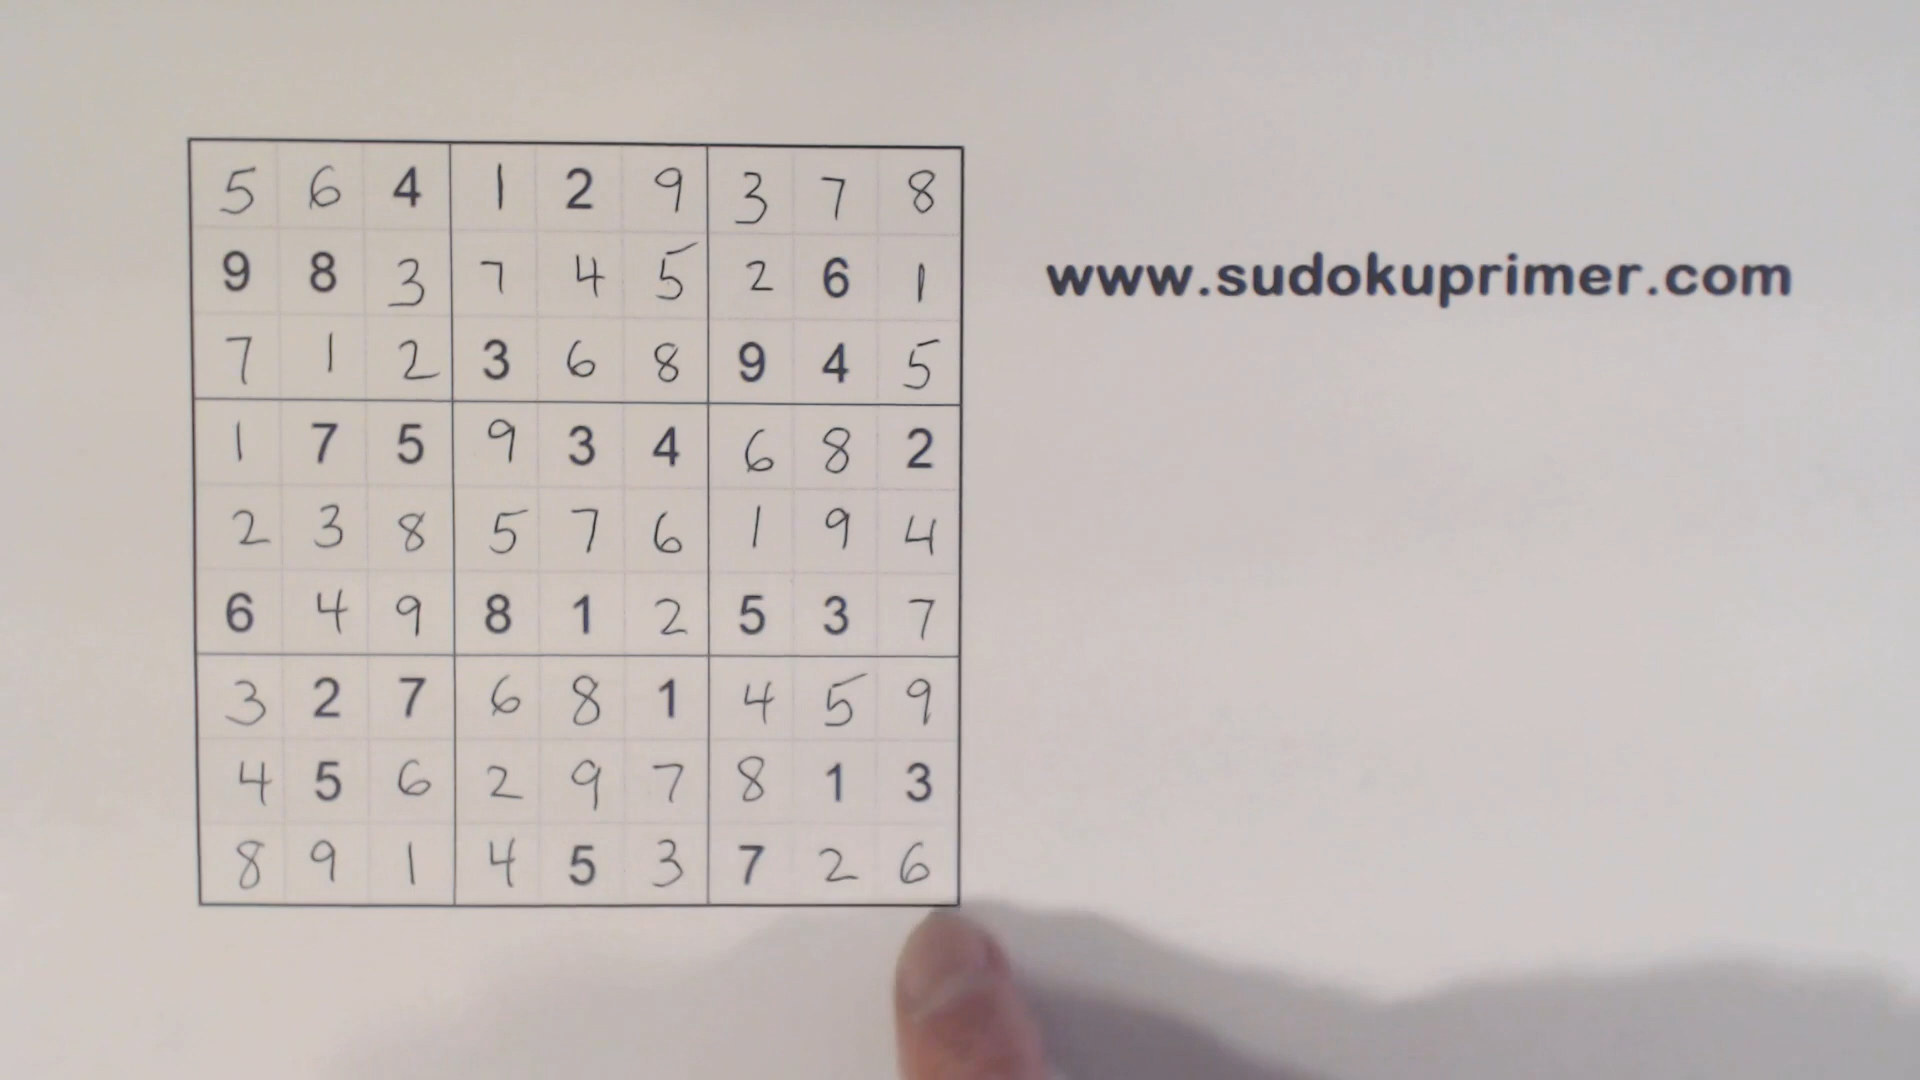 5 6 4 1 2 9 3 7 8
9 8 3 7 4 5 2 6 1
www.sudokuprimer.com
7 1 2 3 6 8 9 4 5
1 7 5 9 3 4 6 8 2
2 3 8 5 7 6 1 9 4
6 4 9 8 1 2 5 3 7
3 2 7 6 8 1 4 5 9
4 5 6 2 9 7 8 1 3
8 9 1 4 5 3 7 2 6